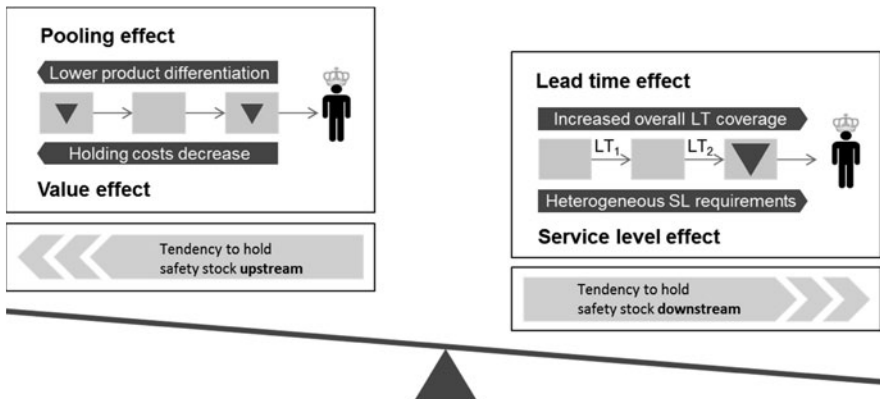 Pooling effect
Lower product differentiation
Holding costs decrease
Value effect
Tendency to hold
safety stock upstream
Lead time effect
Increased overall LT coverage
LT1
LT2
Heterogeneous SL requirements
Service level effect
Tendency to hold
safety stock downstream